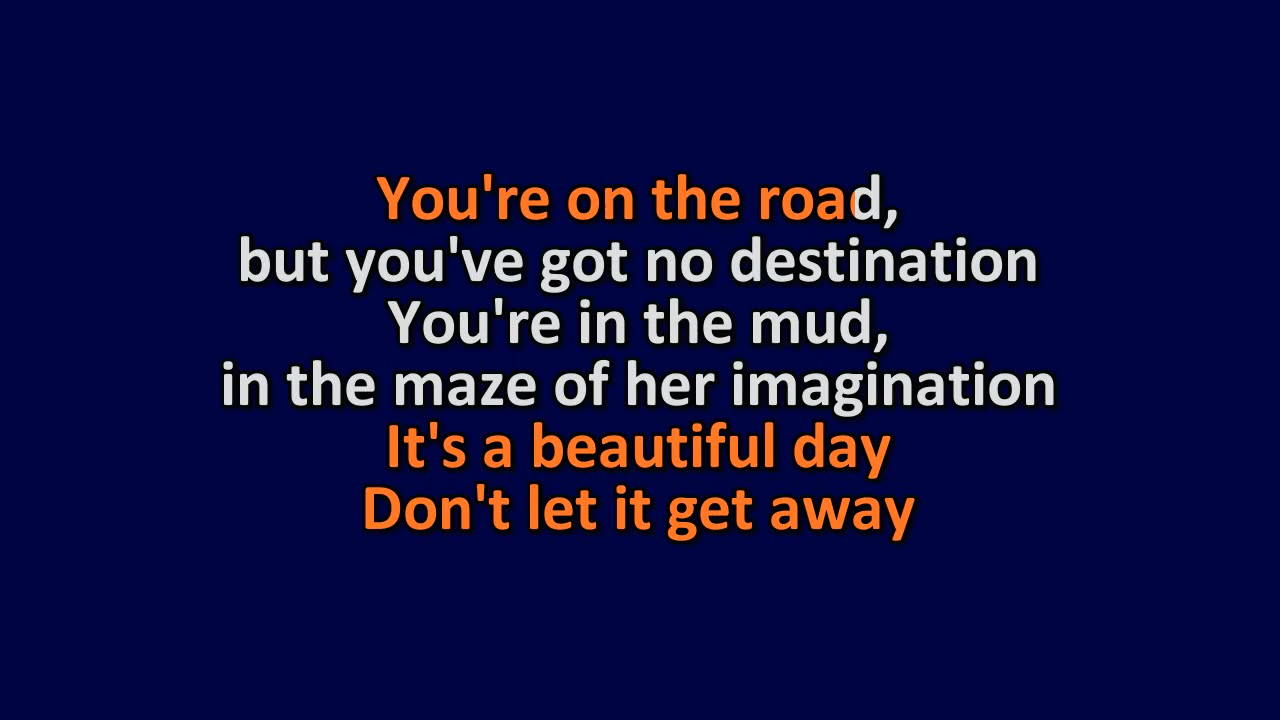 You're on the road,
but you've got no destination
You're in the mud,
in the maze of her imagination
It's a beautiful day
Don't let it get away